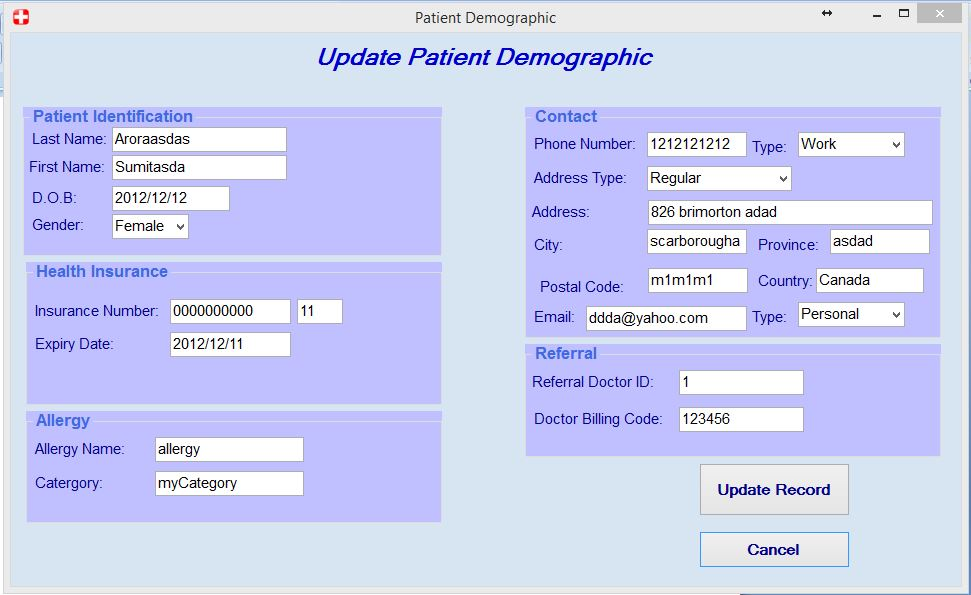 Patient Demographic
Update Patient Demographic
Patient Identification
Last Name: Aroraasdas
First Name: Sumitasda
D.O.B: 2012/12/12
Gender: Female
Health Insurance
Insurance Number: 0000000000 11
Expiry Date: 2012/12/11
Allergy
Allergy Name: allergy
Catergory: myCategory
Contact
Phone Number: 1212121212 Type: Work
Address Type: Regular
Address: 826 brimorton adad
City: scarborougha Province: asdad
Postal Code: m1m1m1 Country: Canada
Email: ddda@yahoo.com Type: Personal
Referral
Referral Doctor ID: 1
Doctor Billing Code: 123456
Update Record
Cancel